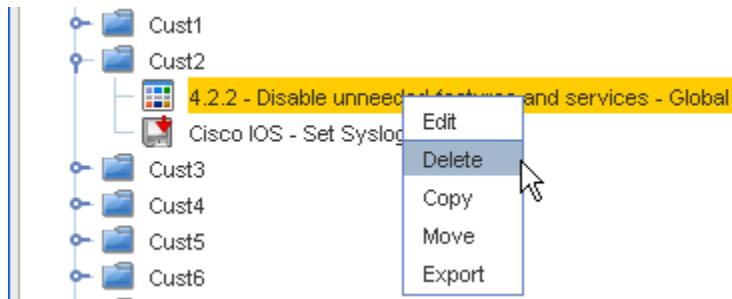 Cust1
Cust2
4.2.2 - Disable unneeded features and services - Global
Cisco IOS - Set Syslog
Edit
Delete
Copy
Move
Export
Cust3
Cust4
Cust5
Cust6